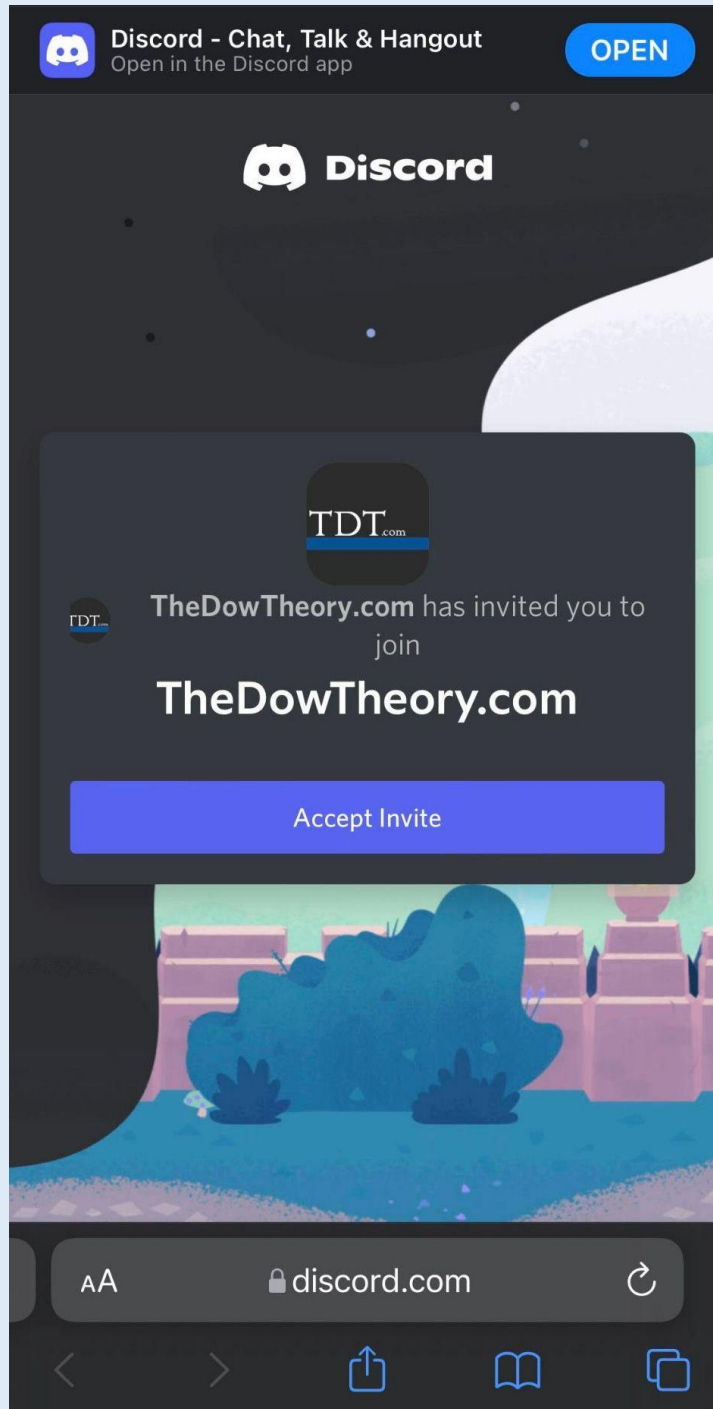 Discord - Chat, Talk & Hangout
Open in the Discord app
OPEN
Discord
TDT.com
TDT.com
TheDowTheory.com has invited you to
join
TheDowTheory.com
Accept Invite
AA
discord.com